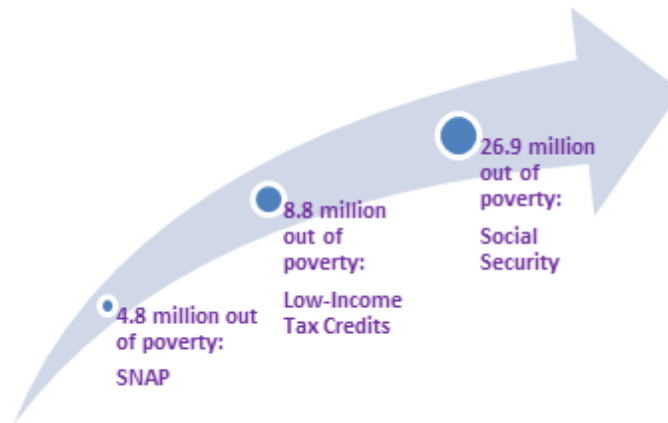 4.8 million out
of poverty:
SNAP
8.8 million
out of
poverty:
Low-Income
Tax Credits
26.9 million
out of
poverty:
Social
Security